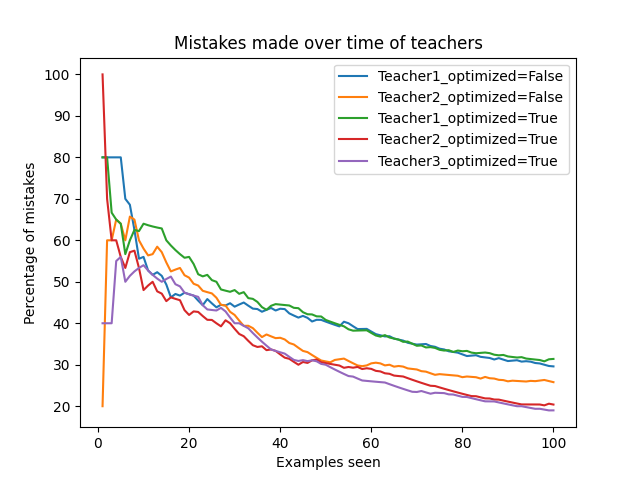 Mistakes made over time of teachers
Teacher1_optimized=False
Teacher2_optimized=False
Teacher1_optimized=True
Teacher2_optimized=True
Teacher3_optimized=True
Percentage of mistakes
100
90
80
70
60
50
40
30
20
0 20 40 60 80 100
Examples seen